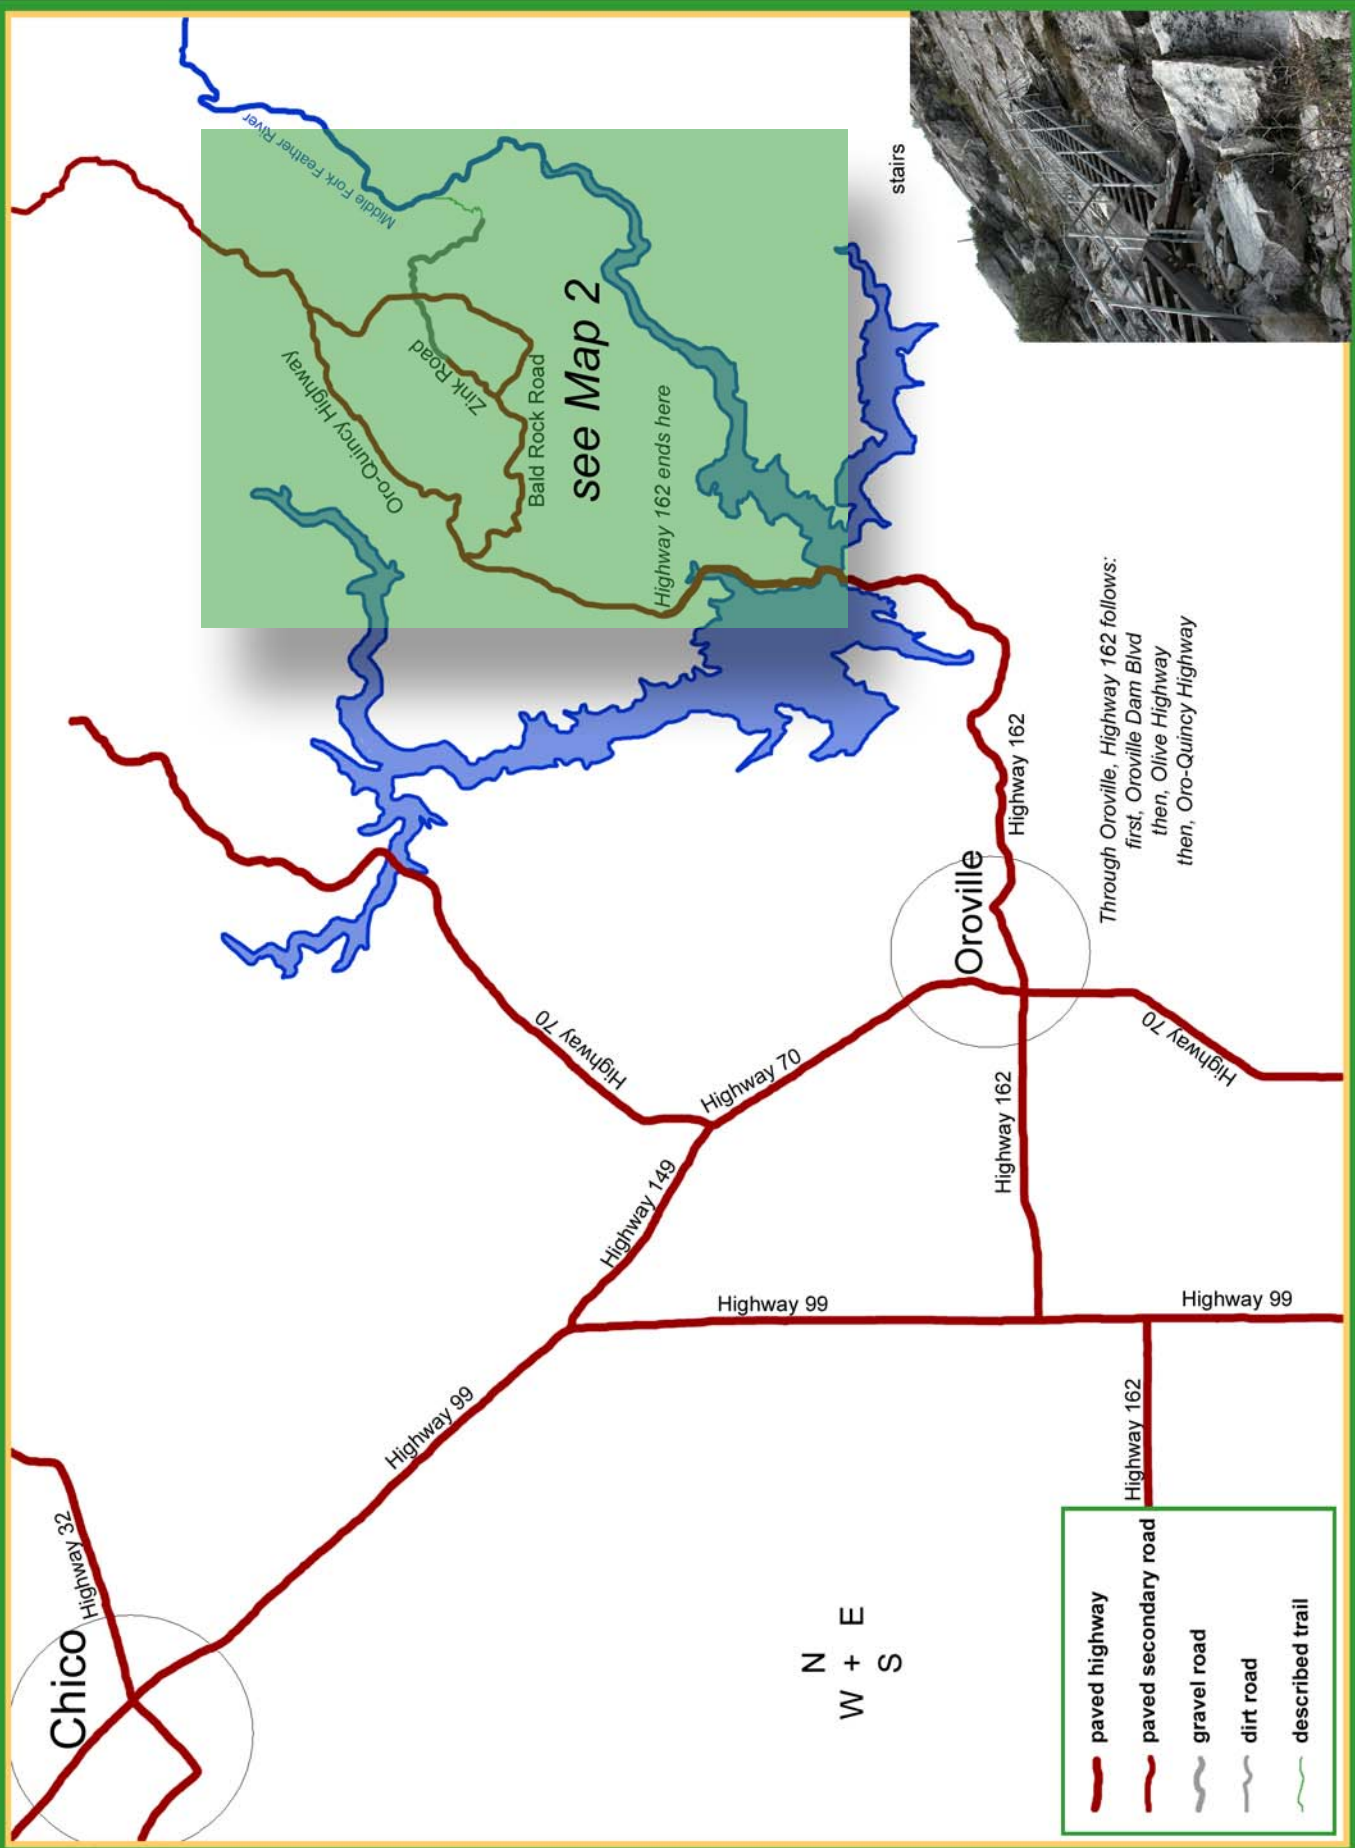 Chico
Highway 32
Highway 99
Highway 149
Highway 70
Highway 70
Highway 99
Highway 162
Highway 99
Highway 162
Oroville
Highway 162
Highway 70
Through Oroville, Highway 162 follows:
first, Oroville Dam Blvd
then, Olive Highway
then, Oro-Quincy Highway
Middle Fork Feather River
Oro-Quincy Highway
Zink Road
Bald Rock Road
see Map 2
Highway 162 ends here
stairs
N
W + E
S
paved highway
paved secondary road
gravel road
dirt road
described trail